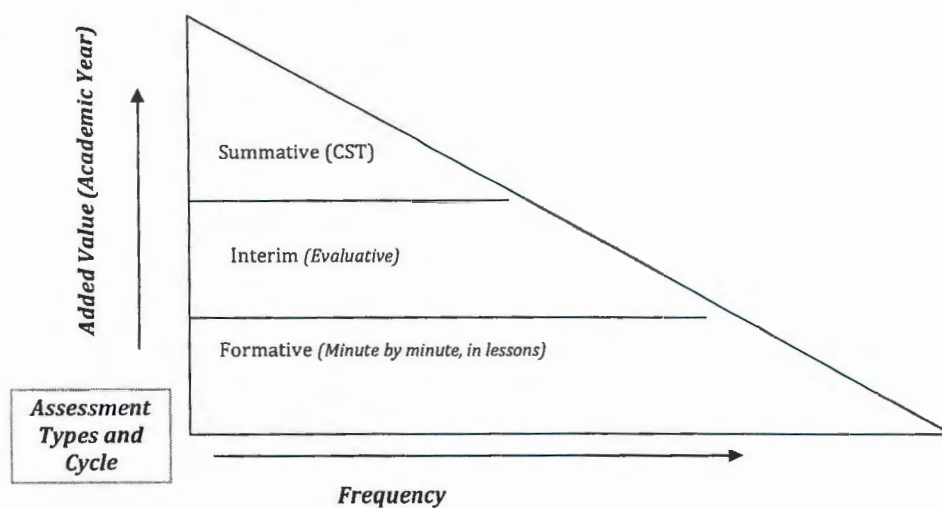 Added Value (Academic Year)
Summative (CST)
Interim (Evaluative)
Formative (Minute by minute, in lessons)
Assessment
Types and
Cycle
Frequency